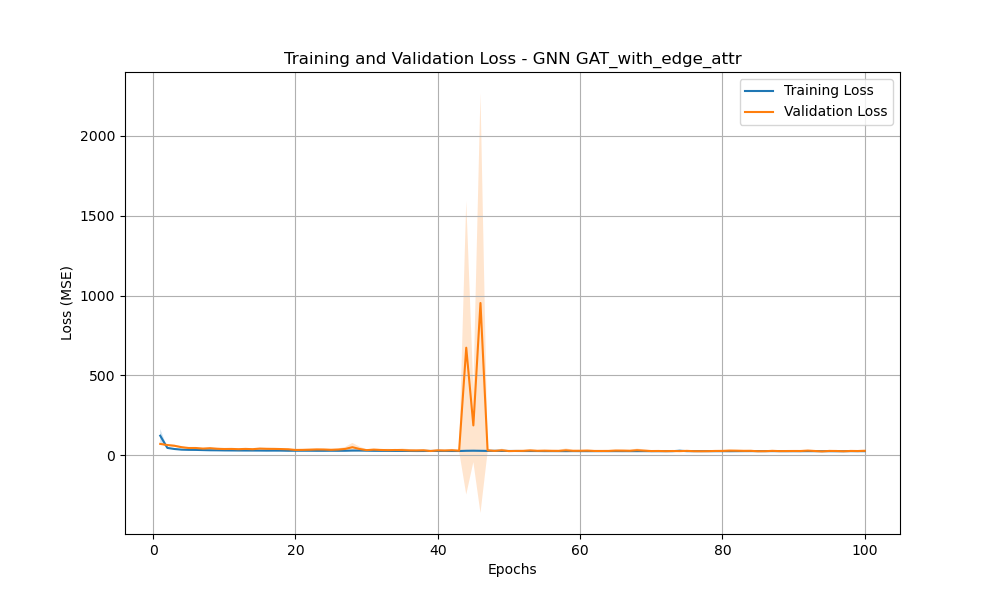 Training and Validation Loss - GNN GAT_with_edge_attr
Training Loss
Validation Loss
Loss (MSE)
2000
1500
1000
500
0
0 20 40 60 80 100
Epochs